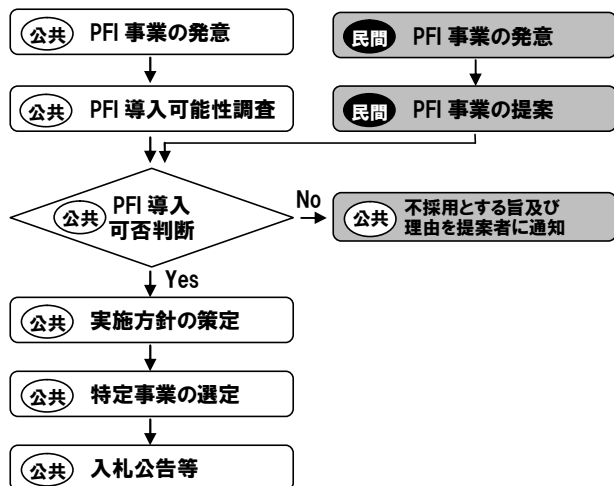 公共 PFI 事業の発意
民間 PFI 事業の発意
公共 PFI 導入可能性調査
民間 PFI 事業の提案
公共 PFI 導入
可否判断
No
公共 不採用とする旨及び
理由を提案者に通知
Yes
公共 実施方針の策定
公共 特定事業の選定
公共 入札公告等